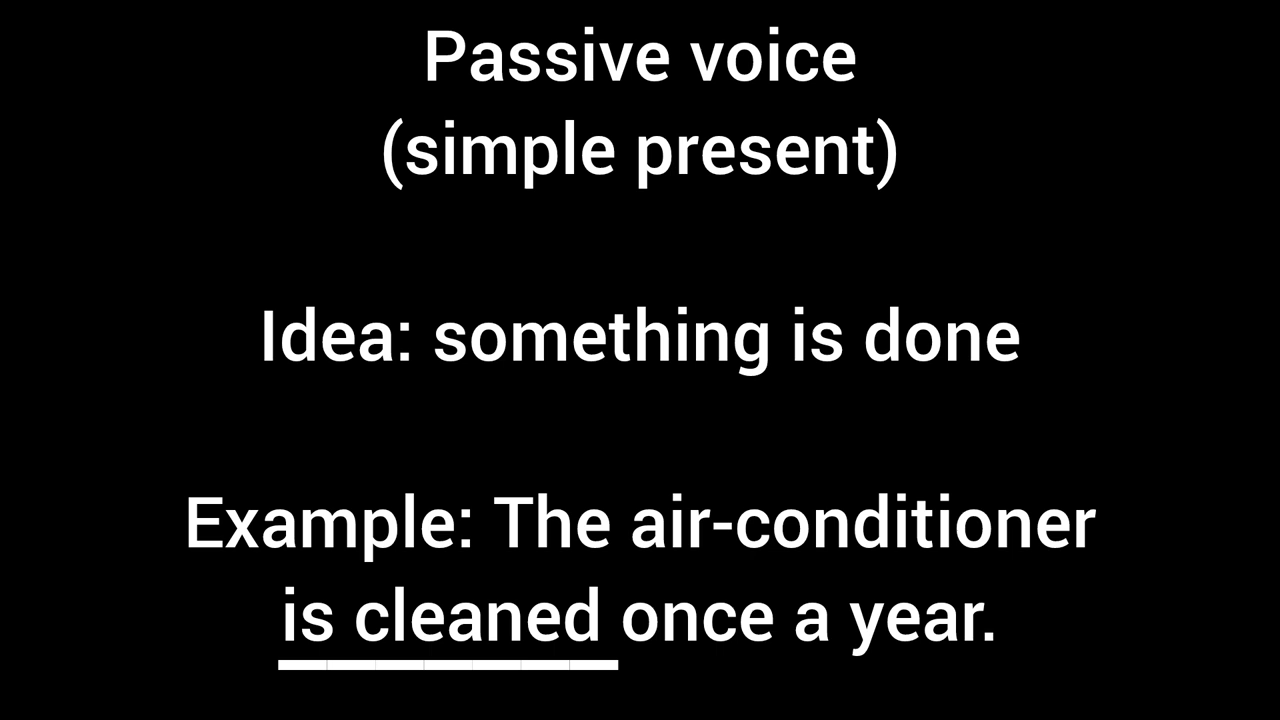 Passive voice
(simple present)
Idea: something is done
Example: The air-conditioner
is cleaned once a year.